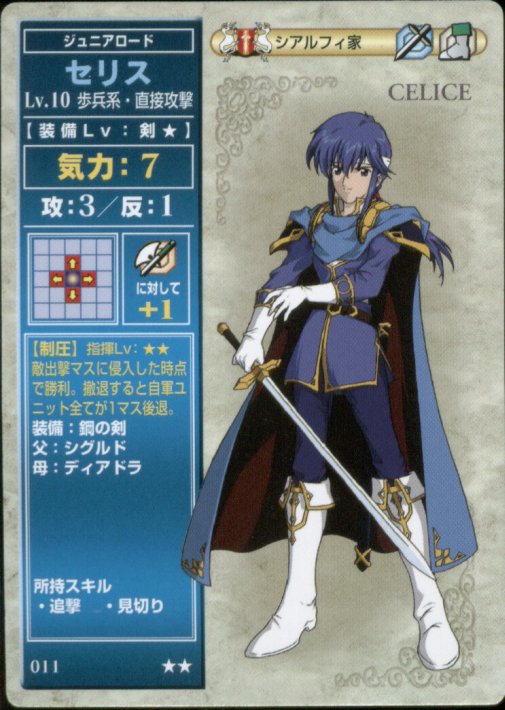 ジュニアロード
セリス
Lv.10 歩兵系・直接攻撃
【装備Lv：剣★】
気力：7
攻：3／反：1
に対して
+1
【制圧】指揮Lv：★★
敵出撃マスに侵入した時点
で勝利。撤退すると自軍ユ
ニット全てが1マス後退。
装備：鋼の剣
父：シグルド
母：ディアドラ
所持スキル
・追撃　・見切り
011 ★★
シアルフィ家
CELICE